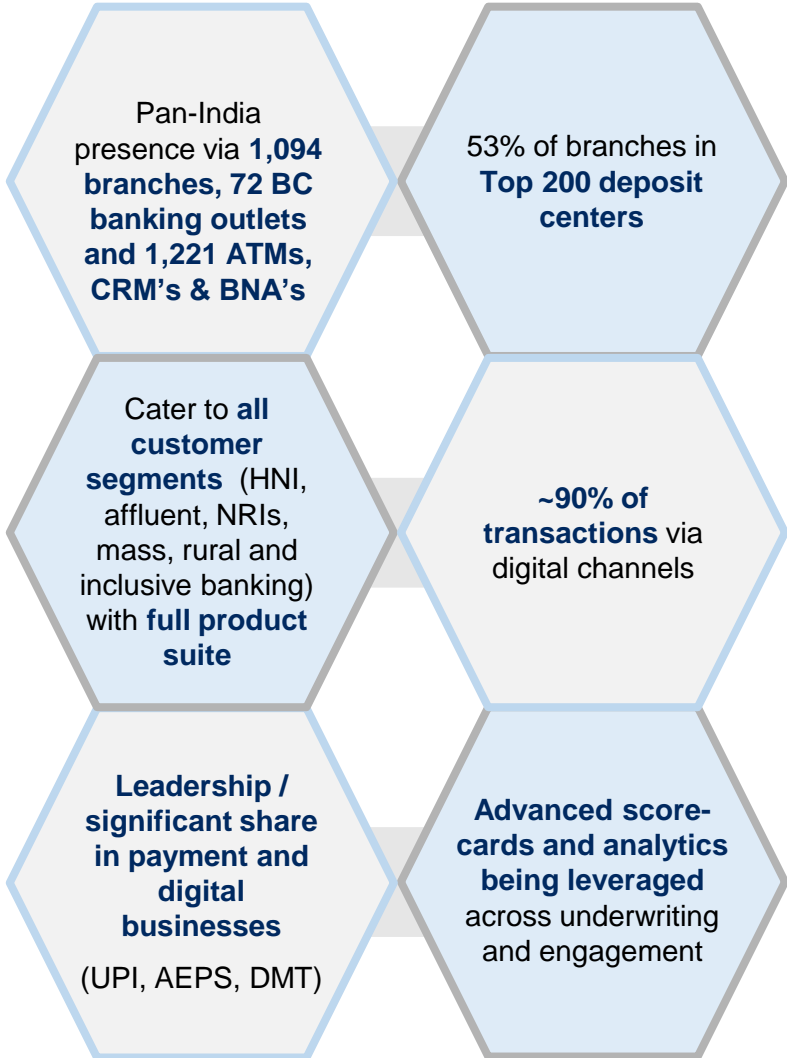 Pan-India
presence via 1,094
branches, 72 BC
banking outlets
and 1,221 ATMs,
CRM's & BNA's
53% of branches in
Top 200 deposit
centers
Cater to all
customer
segments (HNI,
affluent, NRIs,
mass, rural and
inclusive banking)
with full product
suite
~90% of
transactions via
digital channels
Leadership /
significant share
in payment and
digital
businesses
(UPI, AEPS, DMT)
Advanced score-
cards and analytics
being leveraged
across underwriting
and engagement